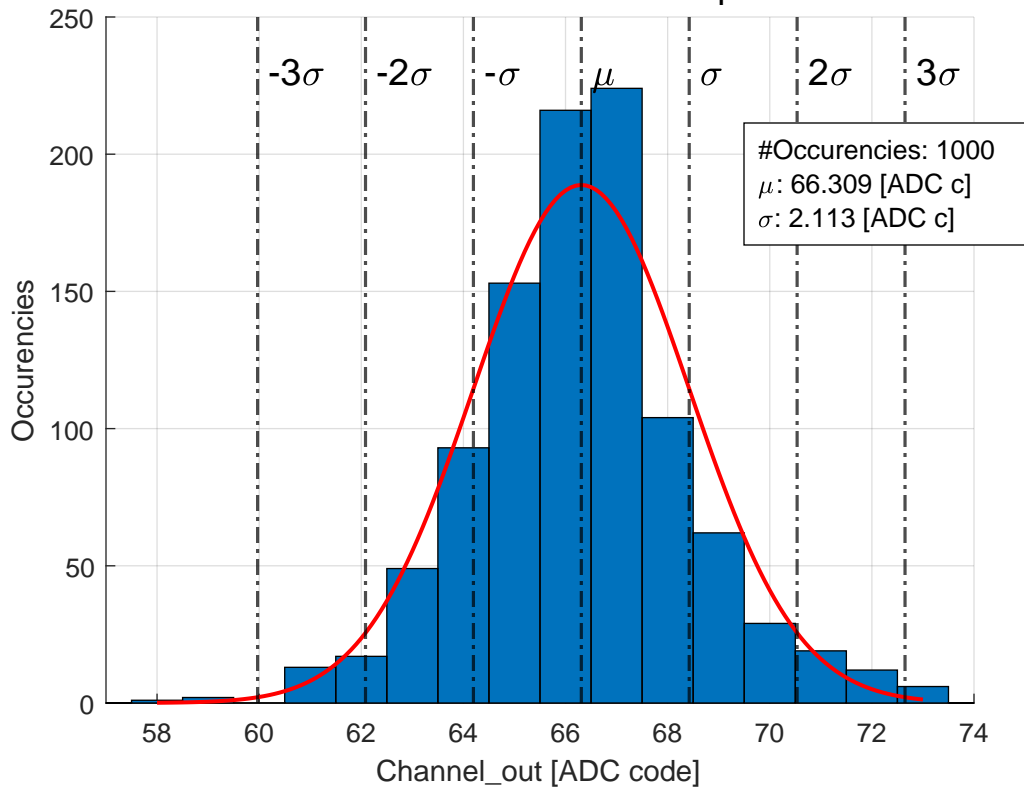 250
200
150
100
50
0
-3σ
-2σ
-σ
μ
σ
2σ
3σ
#Occurencies: 1000
μ: 66.309 [ADC c]
σ: 2.113 [ADC c]
Occurencies
58
60
62
64
66
68
70
72
74
Channel_out [ADC code]